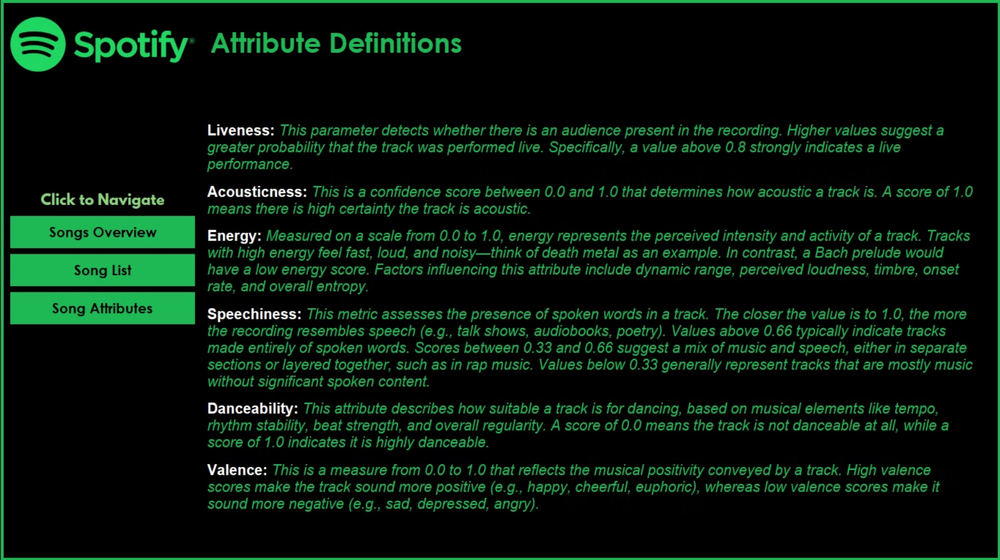 Spotify® Attribute Definitions
Liveness: This parameter detects whether there is an audience present in the recording. Higher values suggest a
greater probability that the track was performed live. Specifically, a value above 0.8 strongly indicates a live
performance.
Click to Navigate
Songs Overview
Song List
Song Attributes
Acousticness: This is a confidence score between 0.0 and 1.0 that determines how acoustic a track is. A score of 1.0
means there is high certainty the track is acoustic.
Energy: Measured on a scale from 0.0 to 1.0, energy represents the perceived intensity and activity of a track. Tracks
with high energy feel fast, loud, and noisy—think of death metal as an example. In contrast, a Bach prelude would
have a low energy score. Factors influencing this attribute include dynamic range, perceived loudness, timbre, onset
rate, and overall entropy.
Speechiness: This metric assesses the presence of spoken words in a track. The closer the value is to 1.0, the more
the recording resembles speech (e.g., talk shows, audiobooks, poetry). Values above 0.66 typically indicate tracks
made entirely of spoken words. Scores between 0.33 and 0.66 suggest a mix of music and speech, either in separate
sections or layered together, such as in rap music. Values below 0.33 generally represent tracks that are mostly music
without significant spoken content.
Danceability: This attribute describes how suitable a track is for dancing, based on musical elements like tempo,
rhythm stability, beat strength, and overall regularity. A score of 0.0 means the track is not danceable at all, while a
score of 1.0 indicates it is highly danceable.
Valence: This is a measure from 0.0 to 1.0 that reflects the musical positivity conveyed by a track. High valence
scores make the track sound more positive (e.g., happy, cheerful, euphoric), whereas low valence scores make it
sound more negative (e.g., sad, depressed, angry).